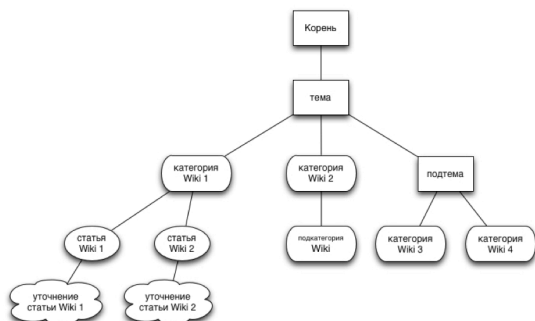 Корень
тема
категория
Wiki 1
категория
Wiki 2
подтема
статья
Wiki 1
статья
Wiki 2
подкатегория
Wiki
категория
Wiki 3
категория
Wiki 4
уточнение
статьи Wiki 1
уточнение
статьи Wiki 2